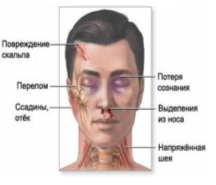 Повреждение
скальпа
Перелом
Ссадины,
отёк
Потеря
сознания
Выделения
из носа
Напряжённая
шея